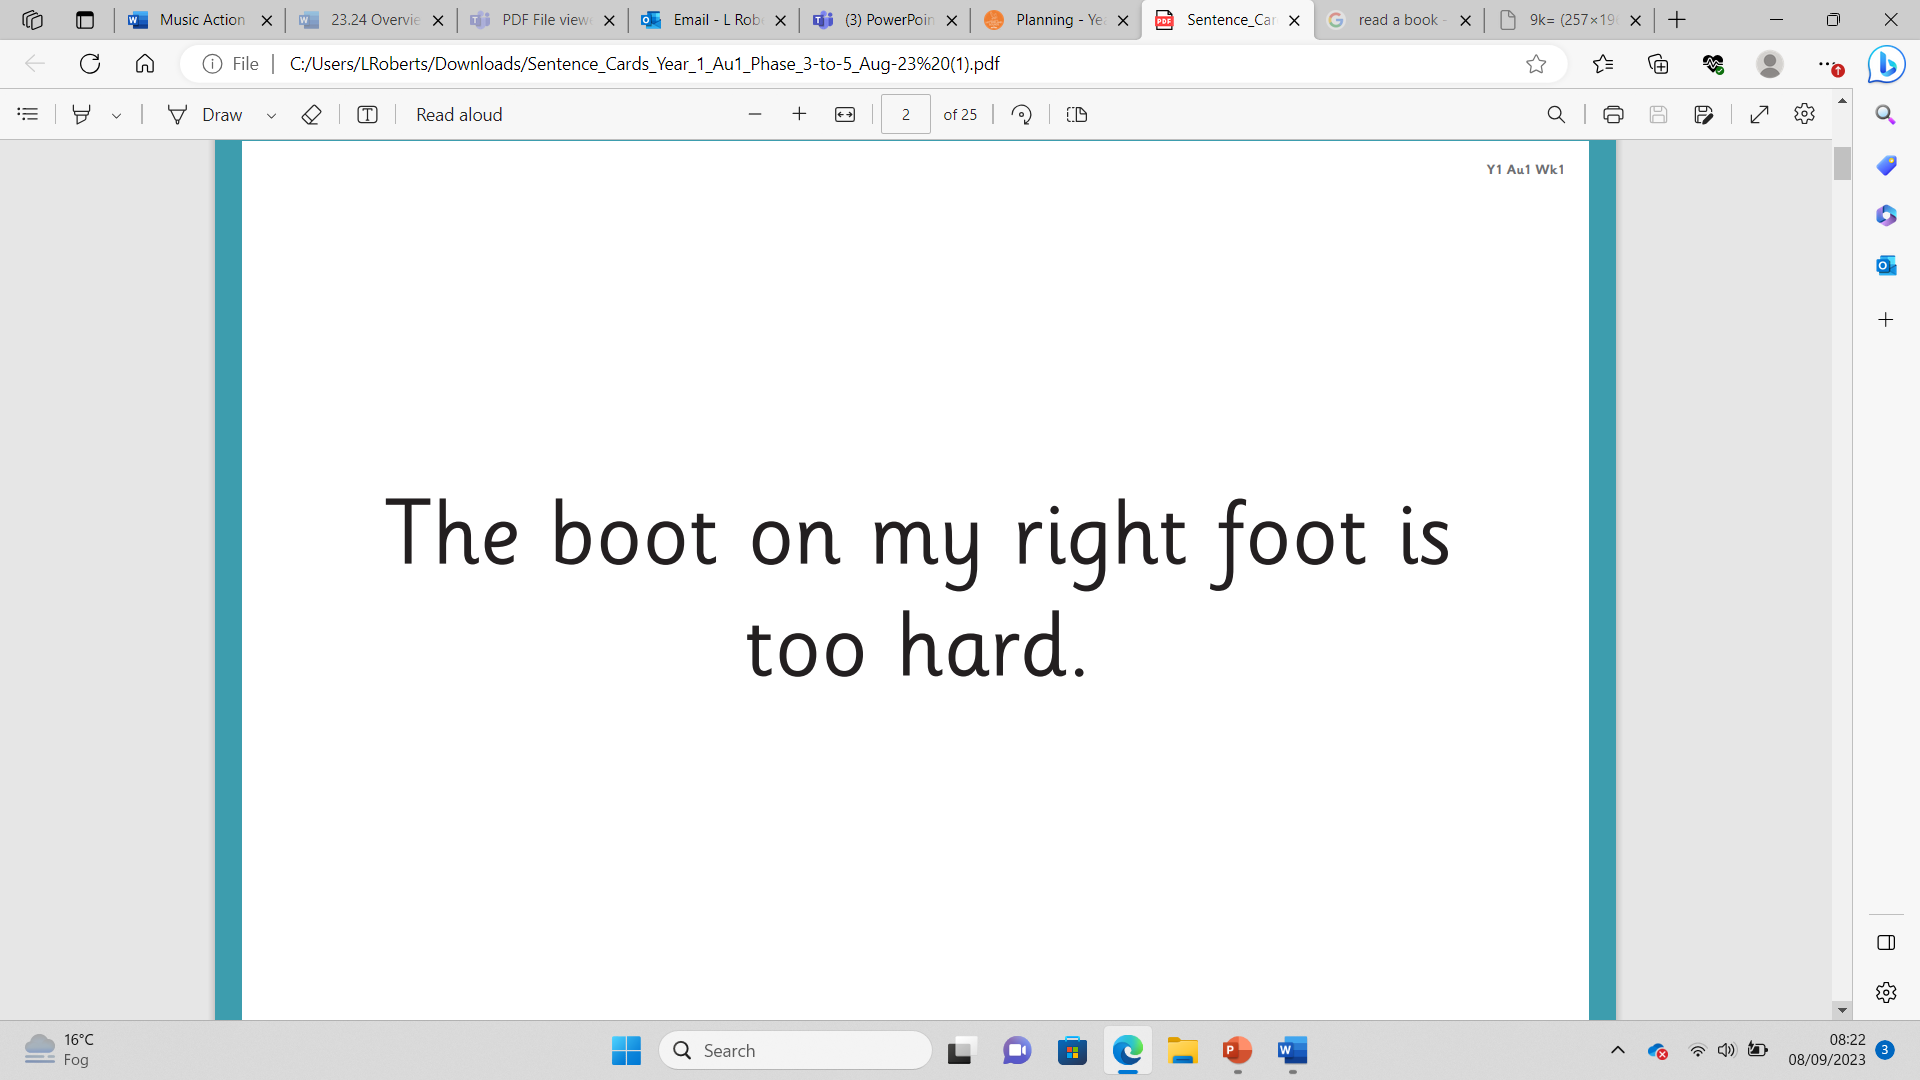 Music Action
23.24 Overvie
PDF File view
Email - L Rob
(3) PowerPoin
Planning - Yea
Sentence_Car
read a book -
9k= (257×19
File
C:/Users/LRoberts/Downloads/Sentence_Cards_Year_1_Au1_Phase_3-to-5_Aug-23%20(1).pdf
Draw
Read aloud
2
of 25
Y1 Au1 Wk1
The boot on my right foot is
too hard.
16°C
Fog
Search
08:22
08/09/2023
3